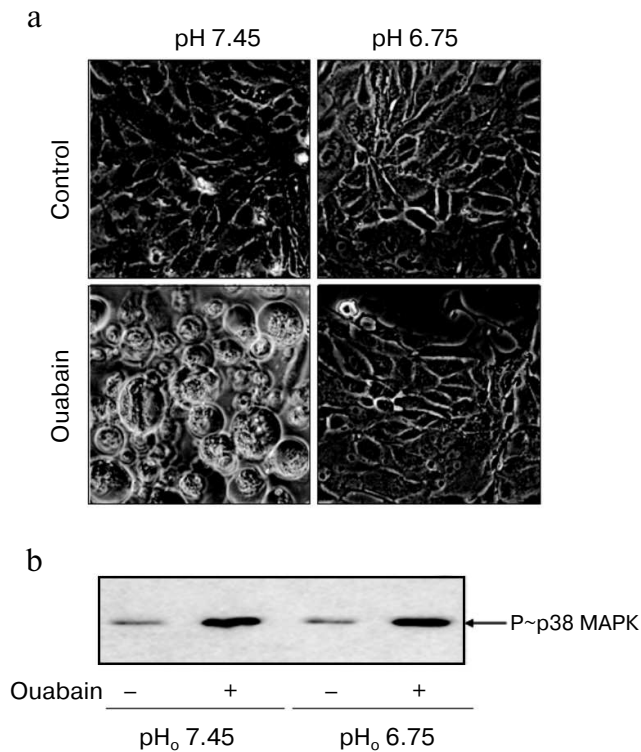 a
pH 7.45 pH 6.75
Control
Ouabain
b
P~p38 MAPK
Ouabain – + – +
pHₒ 7.45 pHₒ 6.75